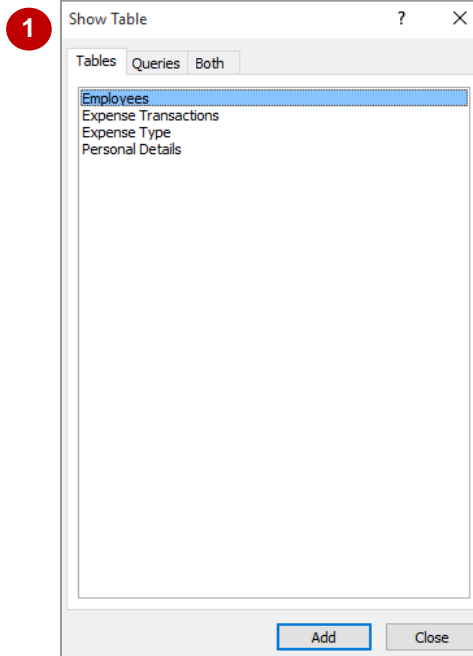 1
Show Table ? ×
Tables Queries Both
Employees
Expense Transactions
Expense Type
Personal Details
Add Close